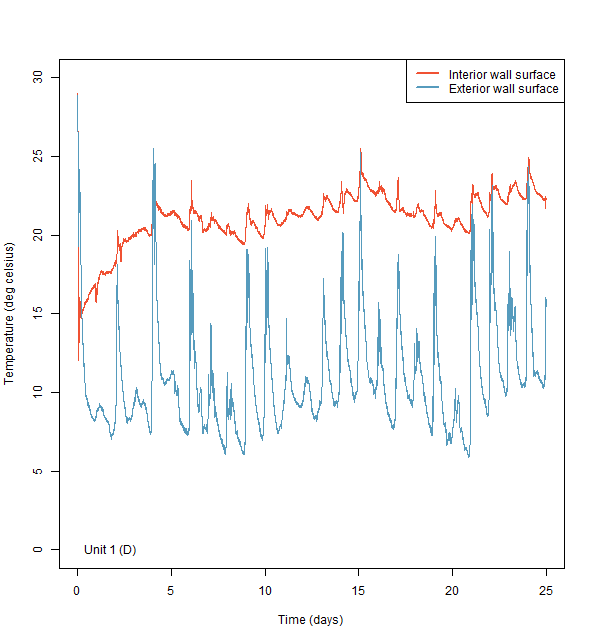 Interior wall surface
Exterior wall surface
30
25
20
15
10
5
0
Temperature (deg celsius)
Unit 1 (D)
0 5 10 15 20 25
Time (days)